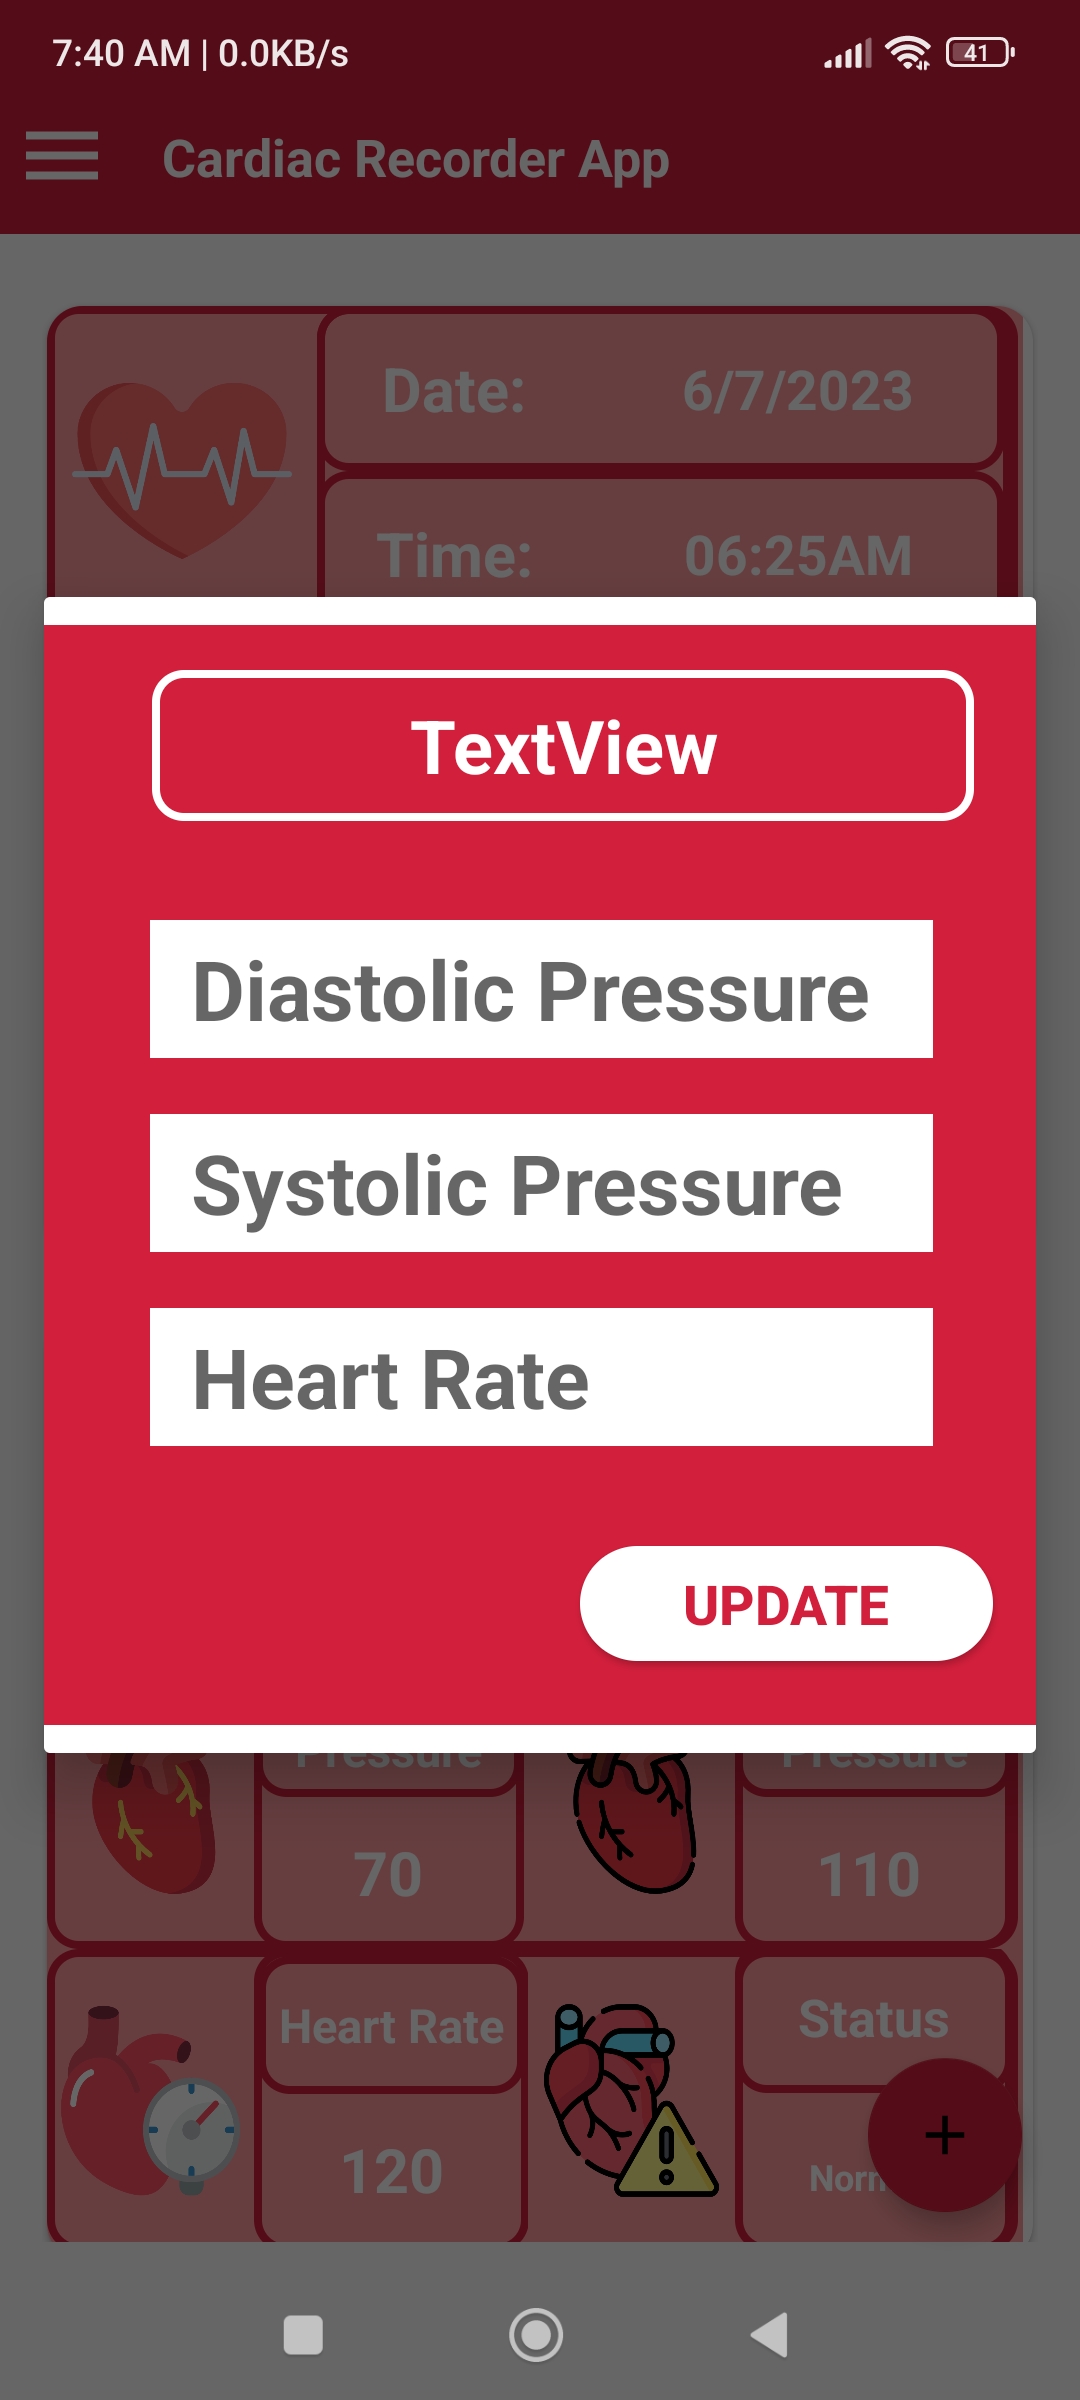 7:40 AM | 0.0KB/s 41
Cardiac Recorder App
Date: 6/7/2023
Time: 06:25AM
TextView
Diastolic Pressure
Systolic Pressure
Heart Rate
UPDATE
Pressure Pressure
70 110
Heart Rate Status
120
+